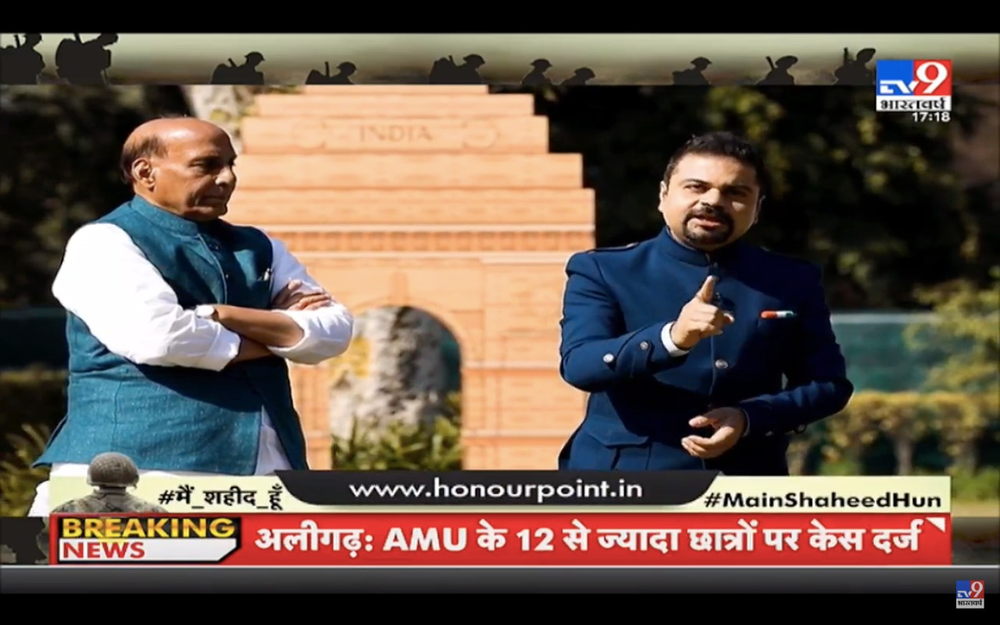 TV9
भारतवर्ष
17:18
INDIA
#मैं_शहीद_हूँ
www.honourpoint.in
#MainShaheedHun
BREAKING
NEWS
अलीगढ़: AMU के 12 से ज्यादा छात्रों पर केस दर्ज
TV9
भारतवर्ष